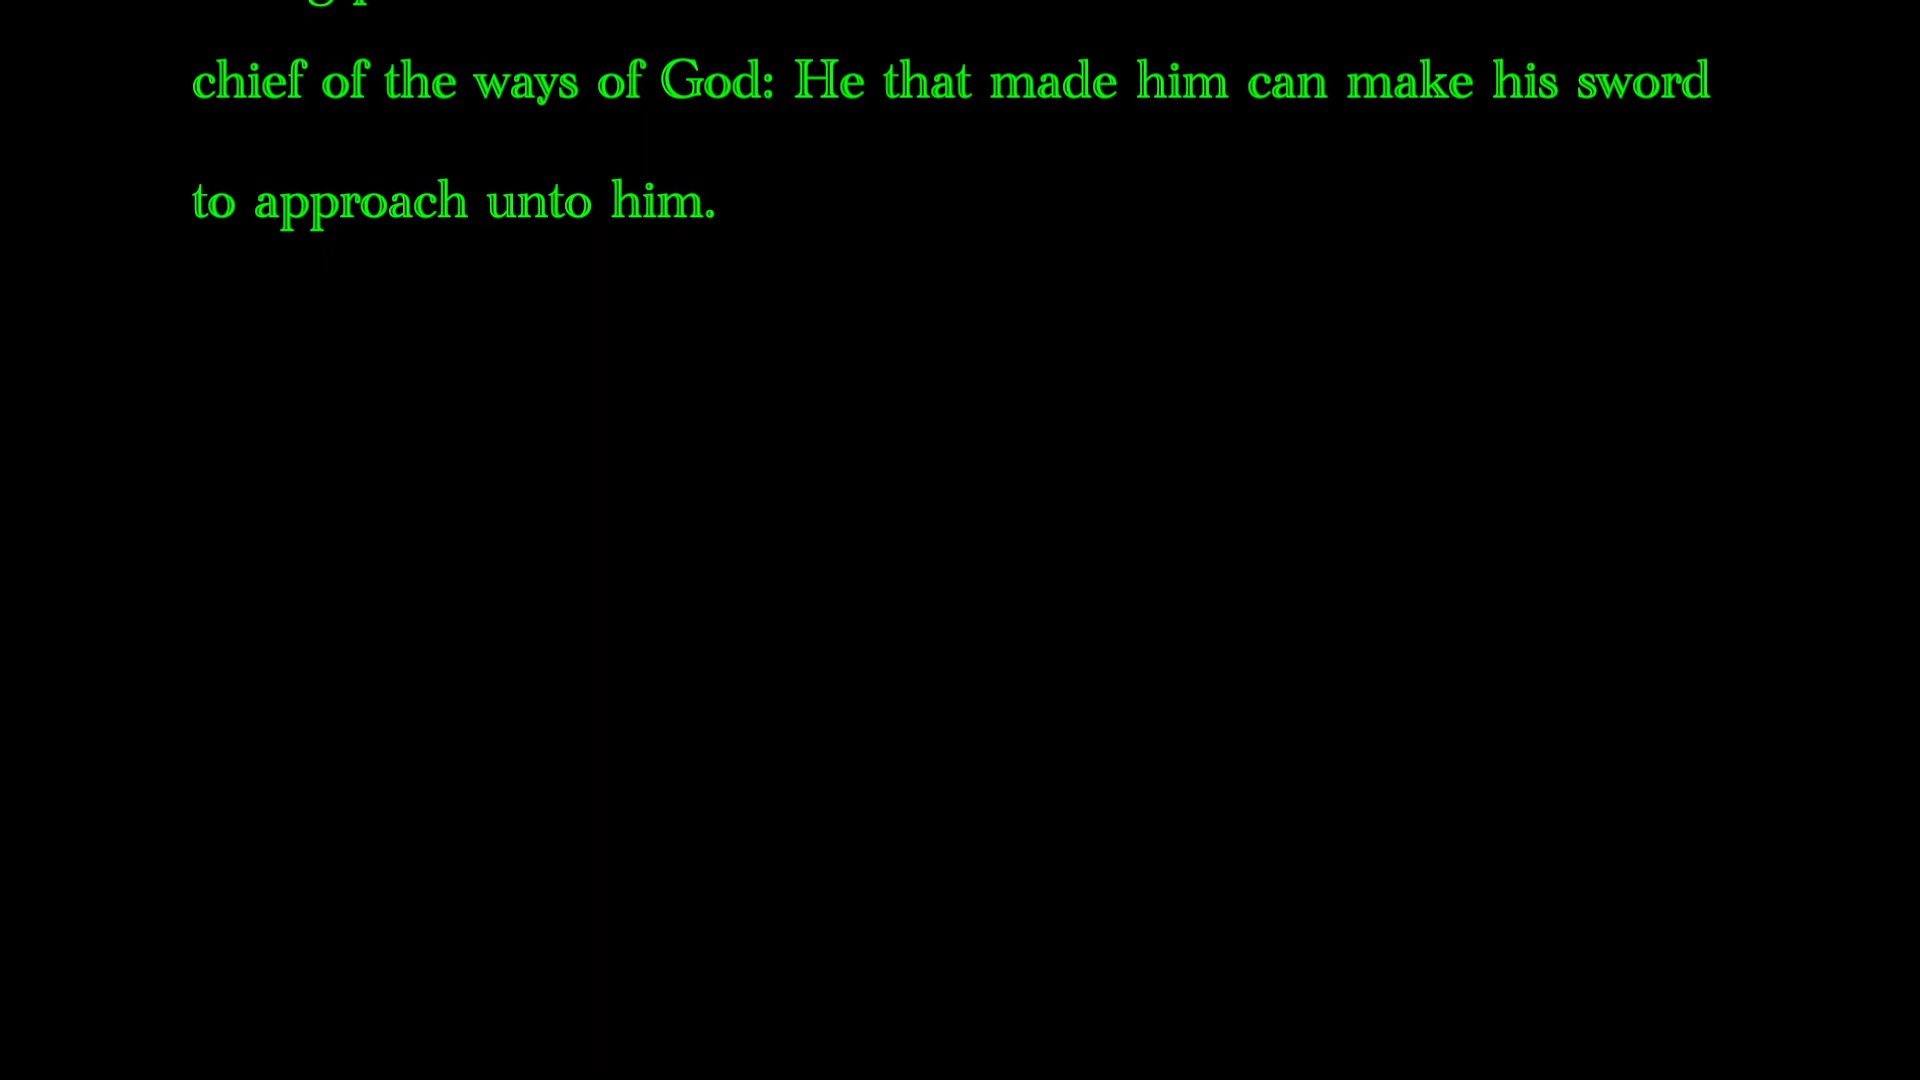 chief of the ways of God: He that made him can make his sword
to approach unto him.